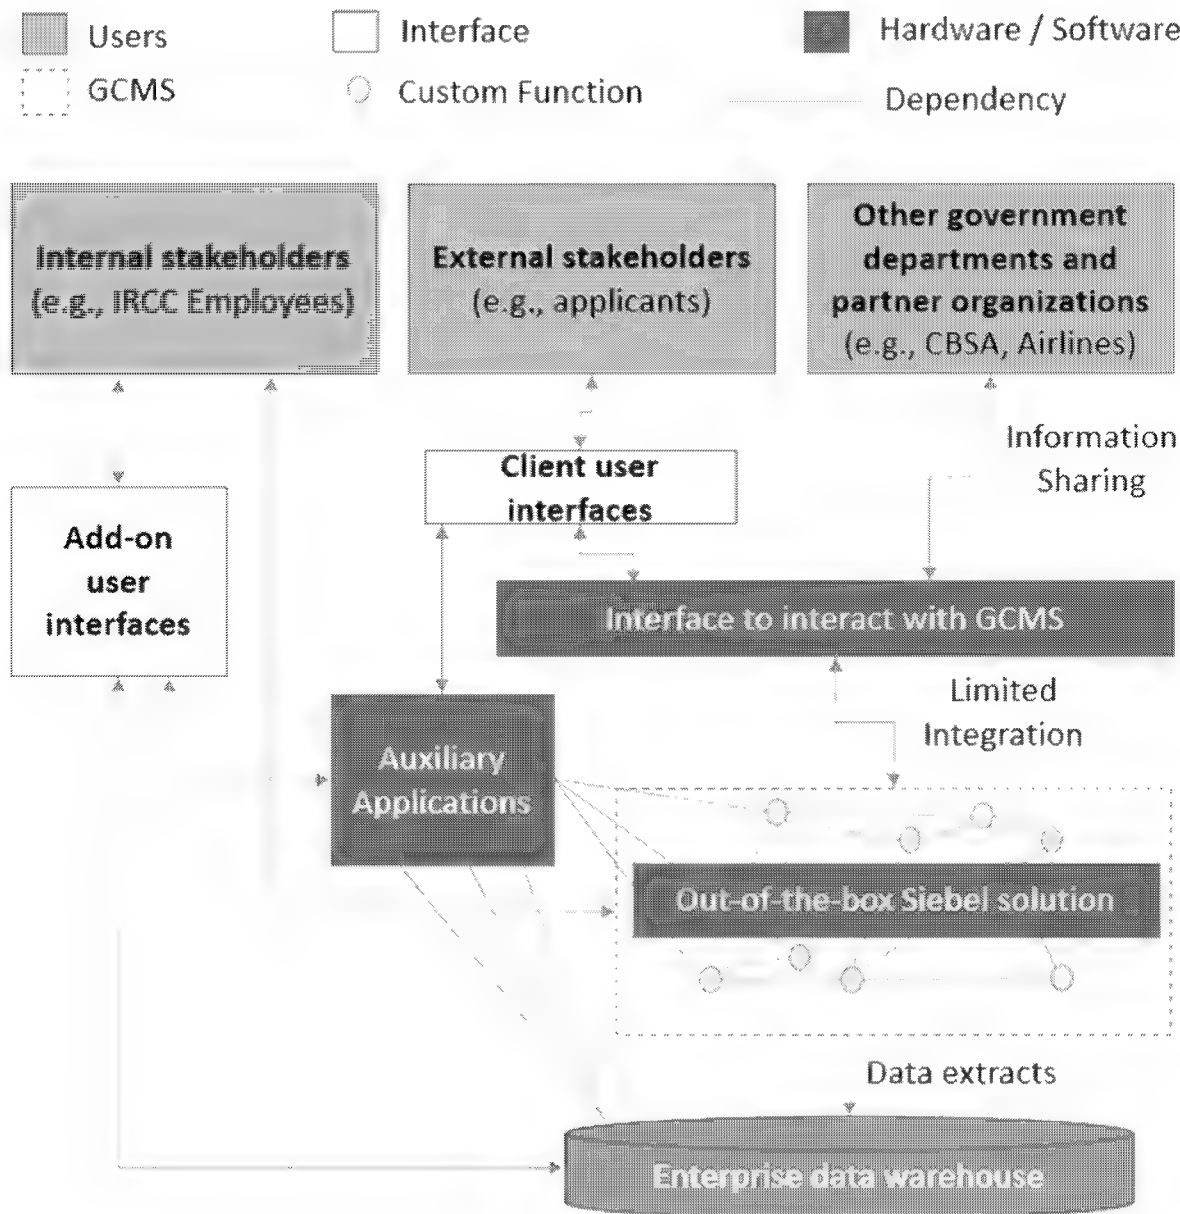 Users
Interface
Hardware / Software
GCMS
Custom Function
Dependency
Internal stakeholders
(e.g., IRCC Employees)
External stakeholders
(e.g., applicants)
Other government
departments and
partner organizations
(e.g., CBSA, Airlines)
Information
Sharing
Client user
interfaces
Add-on
user
interfaces
Interface to interact with GCMS
Limited
Integration
Auxiliary
Applications
Out-of-the-box Siebel solution
Data extracts
Enterprise data warehouse